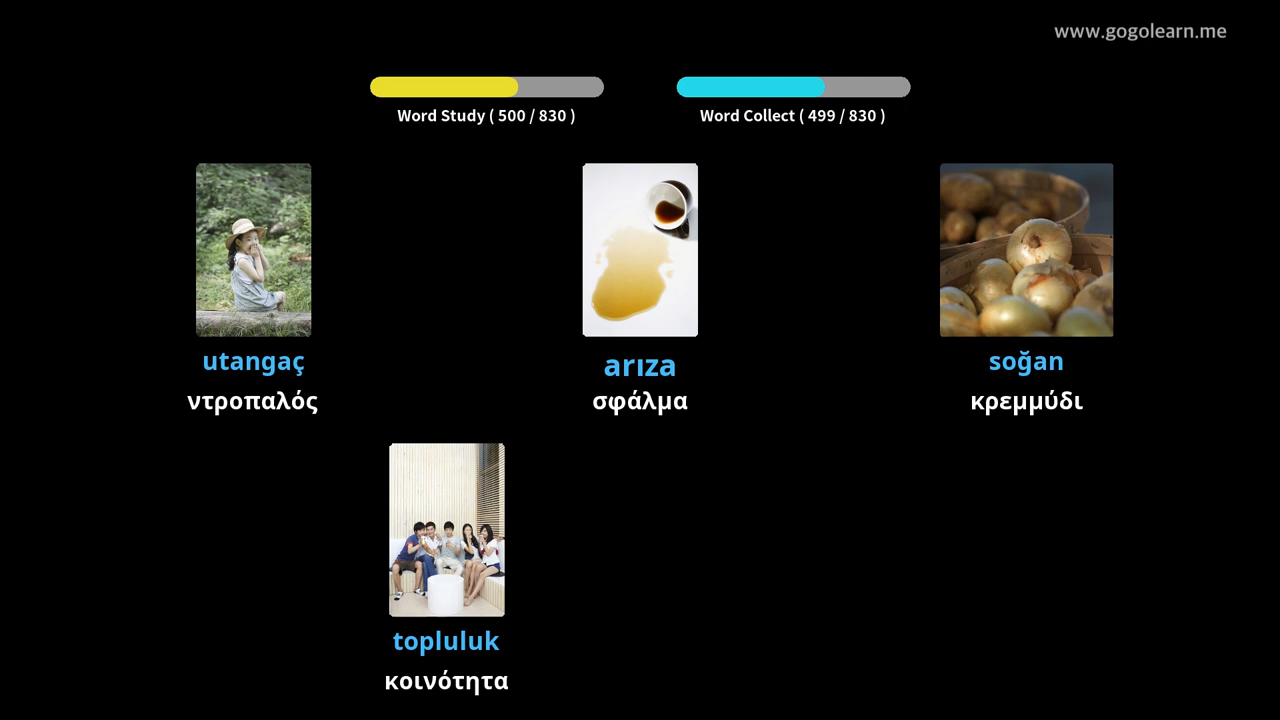 www.gogolearn.me
Word Study ( 500 / 830 )
Word Collect ( 499 / 830 )
utangaç
ντροπαλός
arıza
σφάλμα
soğan
κρεμμύδι
topluluk
κοινότητα